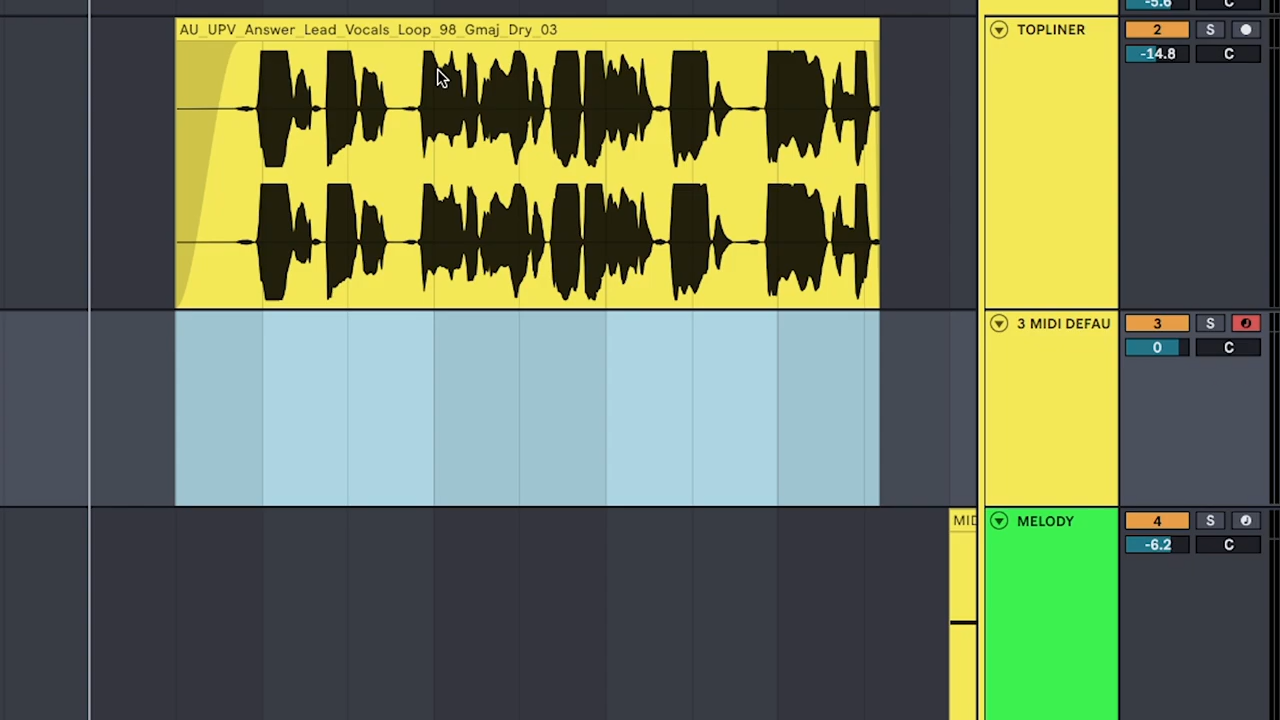 -5.6 C
AU_UPV_Answer_Lead_Vocals_Loop_98_Gmaj_Dry_03
TOPLINER 2 S
-14.8 C
3 MIDI DEFAU 3 S
0 C
MID MELODY 4 S
-6.2 C